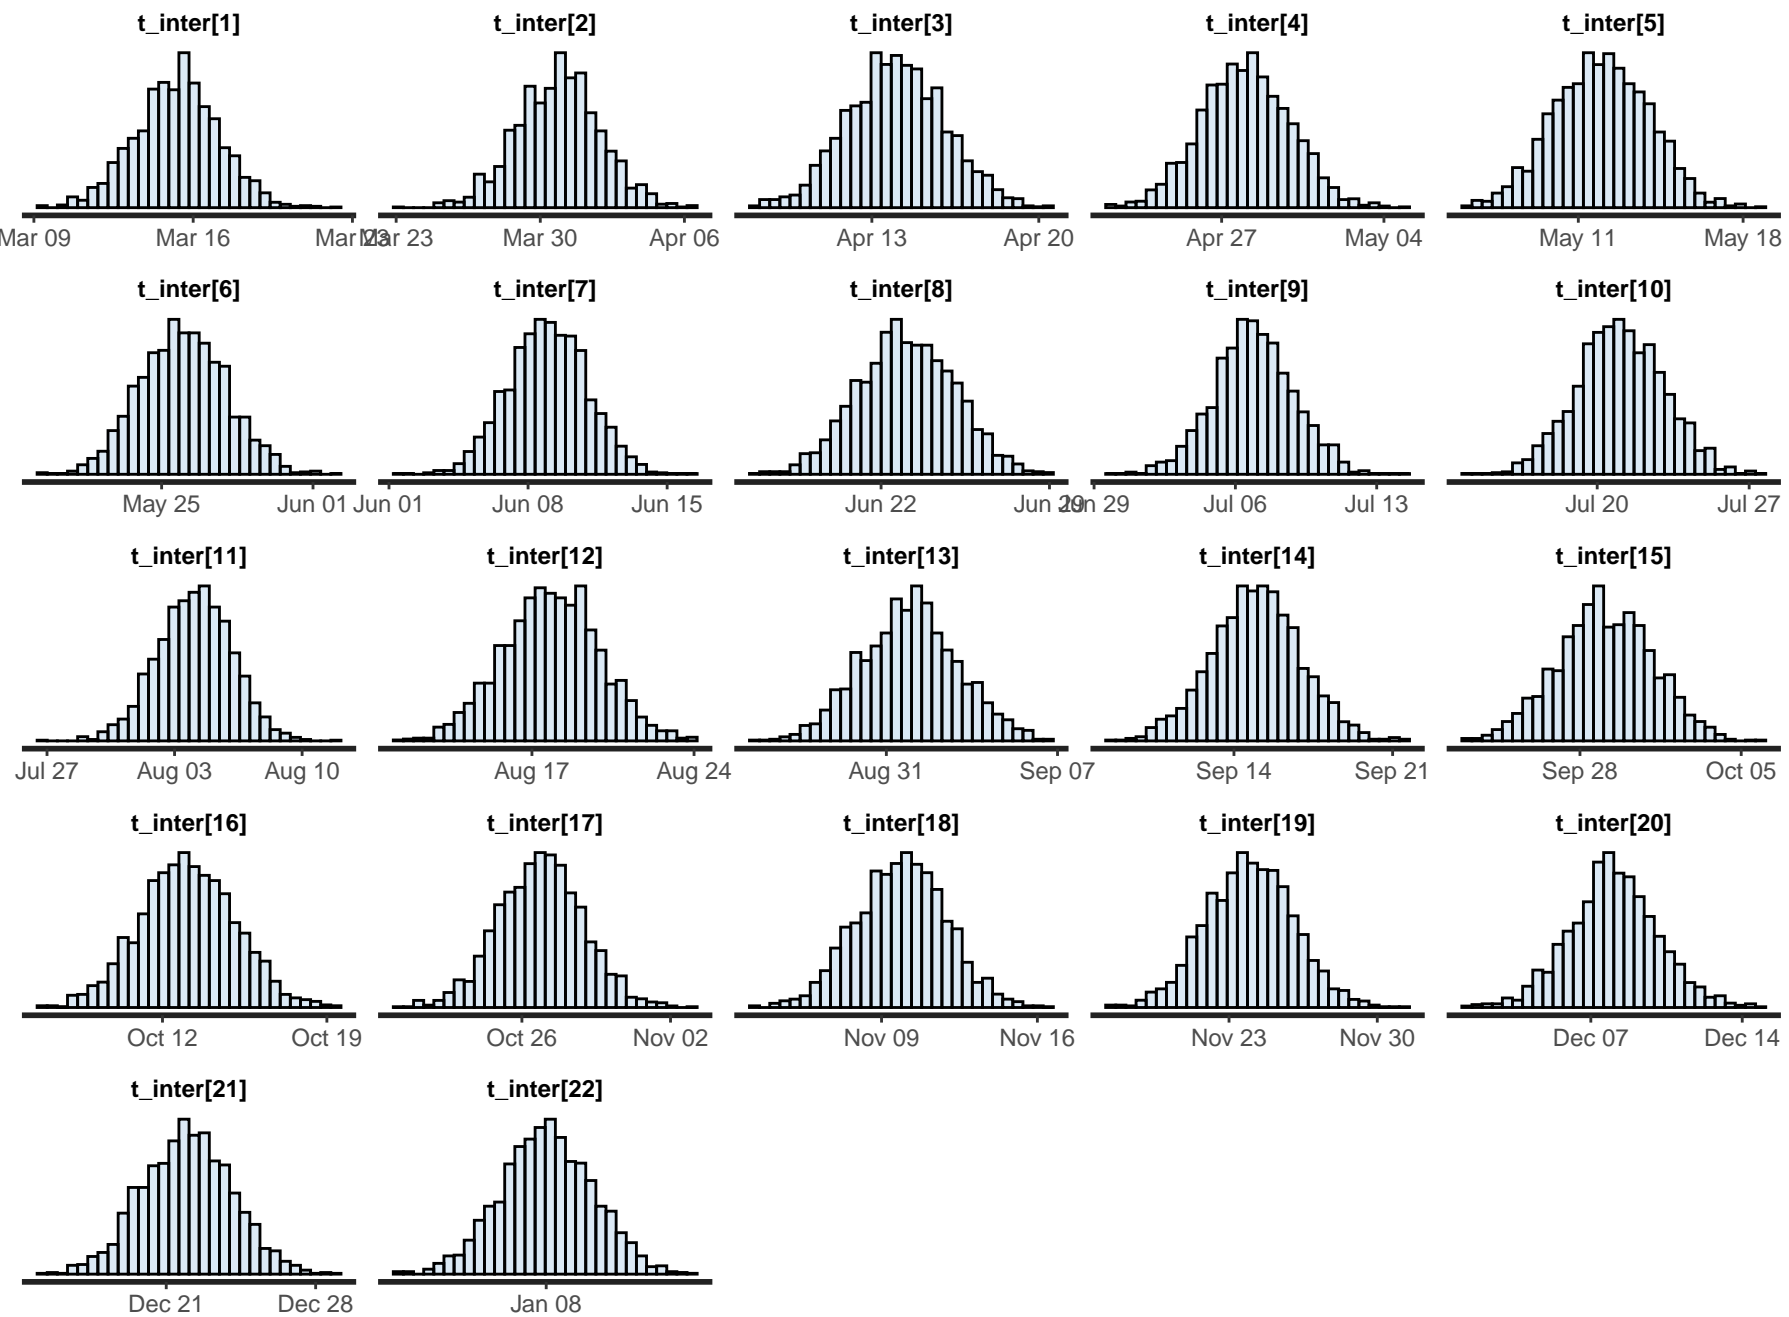 t_inter[1] t_inter[2] t_inter[3] t_inter[4] t_inter[5]
Mar 09 Mar 16 Mar 23 Mar 23 Mar 30 Apr 06 Apr 13 Apr 20 Apr 27 May 04 May 11 May 18
t_inter[6] t_inter[7] t_inter[8] t_inter[9] t_inter[10]
May 25 Jun 01 Jun 01 Jun 08 Jun 15 Jun 22 Jun 29 Jun 29 Jul 06 Jul 13 Jul 20 Jul 27
t_inter[11] t_inter[12] t_inter[13] t_inter[14] t_inter[15]
Jul 27 Aug 03 Aug 10 Aug 17 Aug 24 Aug 31 Sep 07 Sep 14 Sep 21 Sep 28 Oct 05
t_inter[16] t_inter[17] t_inter[18] t_inter[19] t_inter[20]
Oct 12 Oct 19 Oct 26 Nov 02 Nov 09 Nov 16 Nov 23 Nov 30 Dec 07 Dec 14
t_inter[21] t_inter[22]
Dec 21 Dec 28 Jan 08